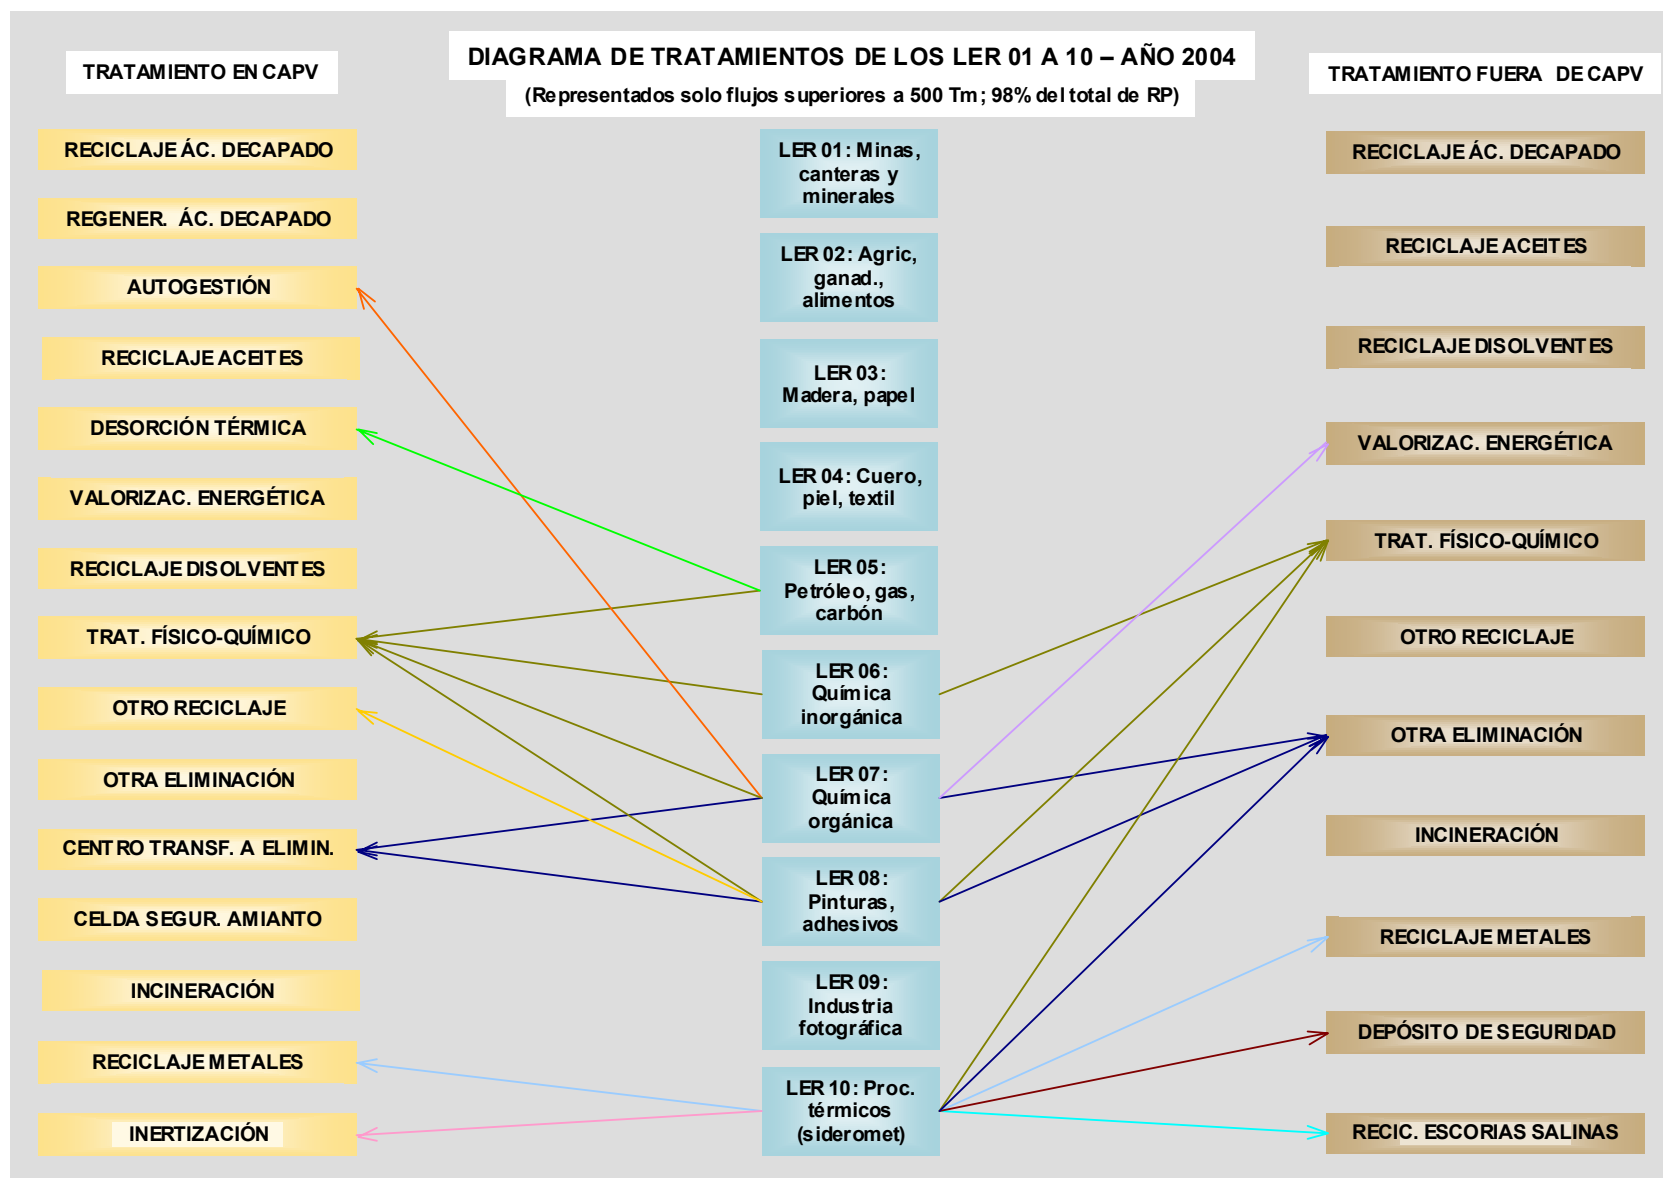 DIAGRAMA DE TRATAMIENTOS DE LOS LER 01 A 10 – AÑO 2004
(Representados solo flujos superiores a 500 Tm; 98% del total de RP)
TRATAMIENTO EN CAPV
RECICLAJE ÁC. DECAPADO
REGENER. ÁC. DECAPADO
AUTOGESTIÓN
RECICLAJE ACEITES
DESORCIÓN TÉRMICA
VALORIZAC. ENERGÉTICA
RECICLAJE DISOLVENTES
TRAT. FÍSICO-QUÍMICO
OTRO RECICLAJE
OTRA ELIMINACIÓN
CENTRO TRANSF. A ELIMIN.
CELDA SEGUR. AMIANTO
INCINERACIÓN
RECICLAJE METALES
INERTIZACIÓN
LER 01: Minas,
canteras y
minerales
LER 02: Agric,
ganad.,
alimentos
LER 03:
Madera, papel
LER 04: Cuero,
piel, textil
LER 05:
Petróleo, gas,
carbón
LER 06:
Química
inorgánica
LER 07:
Química
orgánica
LER 08:
Pinturas,
adhesivos
LER 09:
Industria
fotográfica
LER 10: Proc.
térmicos
(sideromet)
TRATAMIENTO FUERA DE CAPV
RECICLAJE ÁC. DECAPADO
RECICLAJE ACEITES
RECICLAJE DISOLVENTES
VALORIZAC. ENERGÉTICA
TRAT. FÍSICO-QUÍMICO
OTRO RECICLAJE
OTRA ELIMINACIÓN
INCINERACIÓN
RECICLAJE METALES
DEPÓSITO DE SEGURIDAD
RECIC. ESCORIAS SALINAS